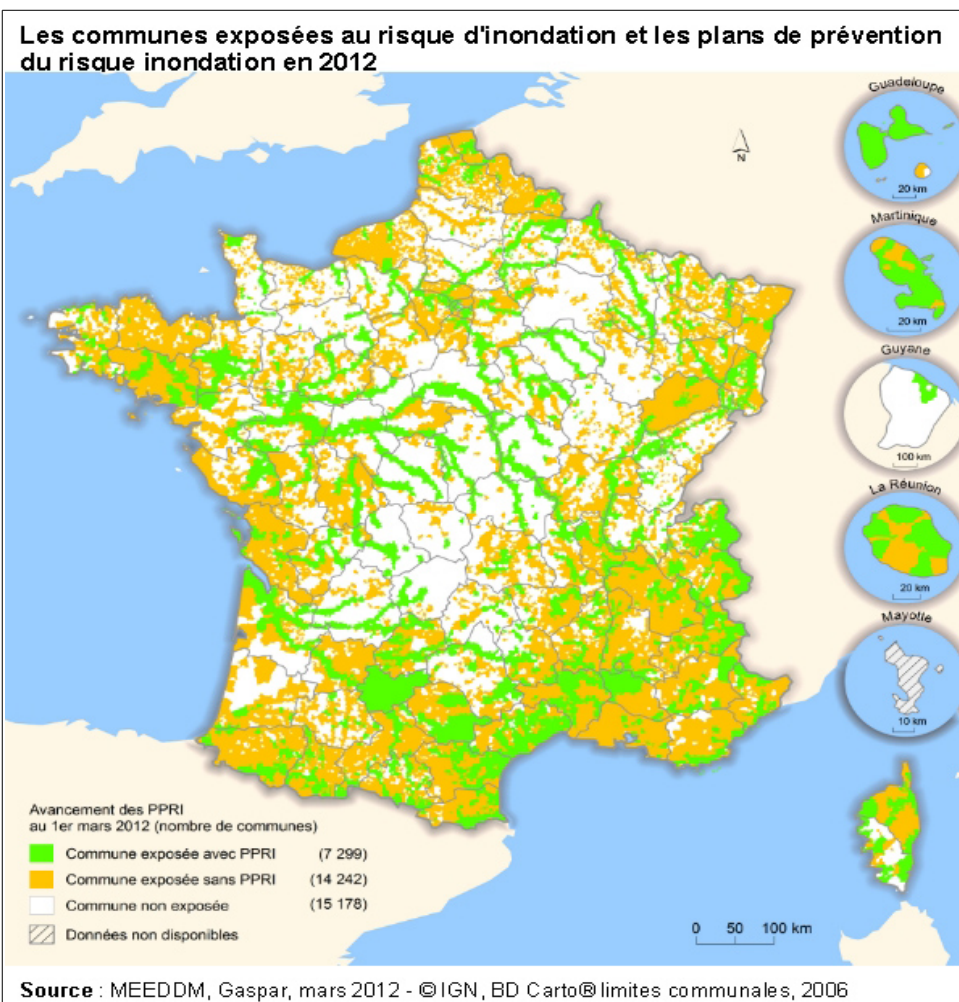 Les communes exposées au risque d'inondation et les plans de prévention
du risque inondation en 2012
Guadeloupe
N
20 km
Martinique
20 km
Guyane
100 km
La Réunion
20 km
Mayotte
10 km
Avancement des PPRI
au 1er mars 2012 (nombre de communes)
Commune exposée avec PPRI (7 299)
Commune exposée sans PPRI (14 242)
Commune non exposée (15 178)
Données non disponibles
0 50 100 km
Source : MEEDDM, Gaspar, mars 2012 - © IGN, BD Carto® limites communales, 2006